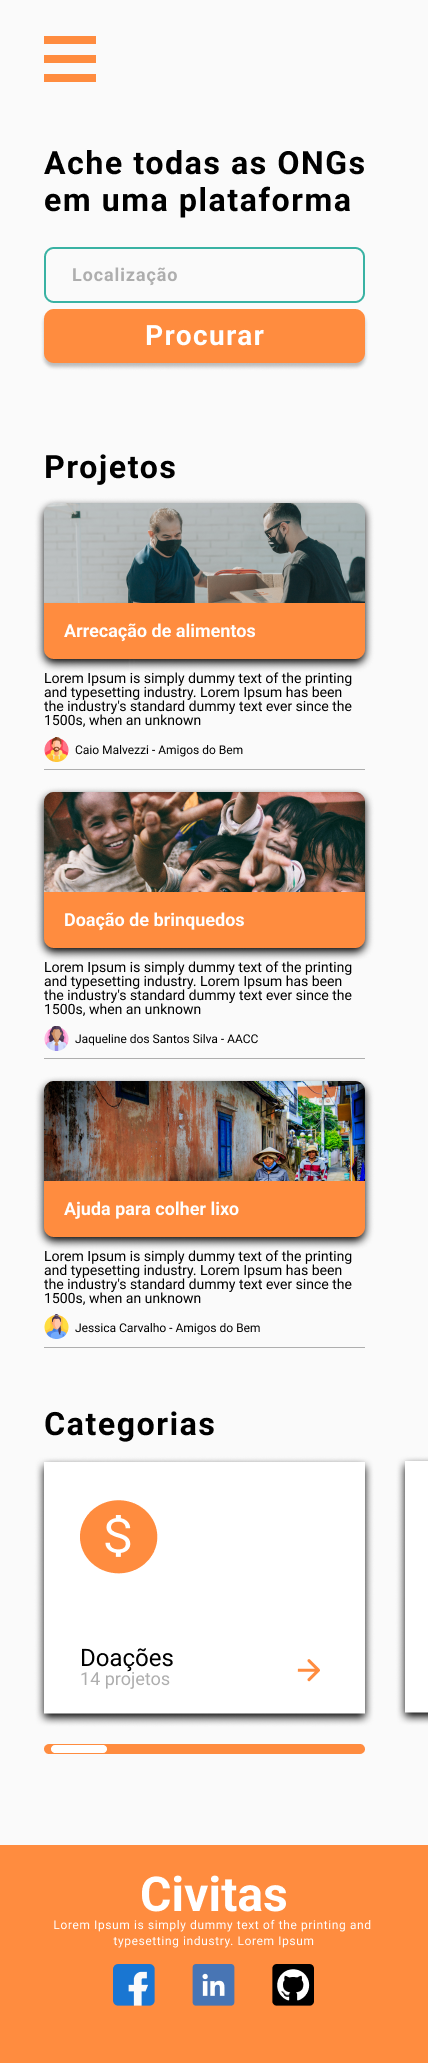 Ache todas as ONGs
em uma plataforma
Localização
Procurar
Projetos
Arrecação de alimentos
Lorem Ipsum is simply dummy text of the printing
and typesetting industry. Lorem Ipsum has been
the industry's standard dummy text ever since the
1500s, when an unknown
Caio Malvezzi - Amigos do Bem
Doação de brinquedos
Lorem Ipsum is simply dummy text of the printing
and typesetting industry. Lorem Ipsum has been
the industry's standard dummy text ever since the
1500s, when an unknown
Jaqueline dos Santos Silva - AACC
Ajuda para colher lixo
Lorem Ipsum is simply dummy text of the printing
and typesetting industry. Lorem Ipsum has been
the industry's standard dummy text ever since the
1500s, when an unknown
Jessica Carvalho - Amigos do Bem
Categorias
$
Doações
14 projetos
Civitas
Lorem Ipsum is simply dummy text of the printing and
typesetting industry. Lorem Ipsum
f in